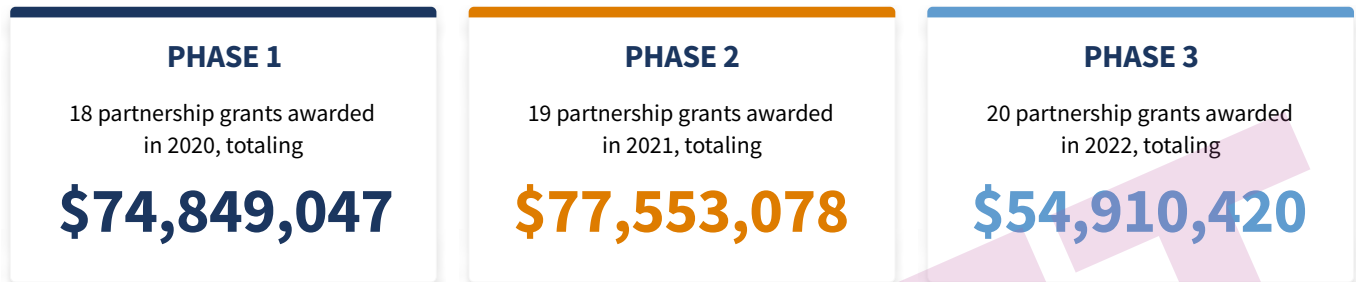 PHASE 1
18 partnership grants awarded
in 2020, totaling
$74,849,047
PHASE 2
19 partnership grants awarded
in 2021, totaling
$77,553,078
PHASE 3
20 partnership grants awarded
in 2022, totaling
$54,910,420